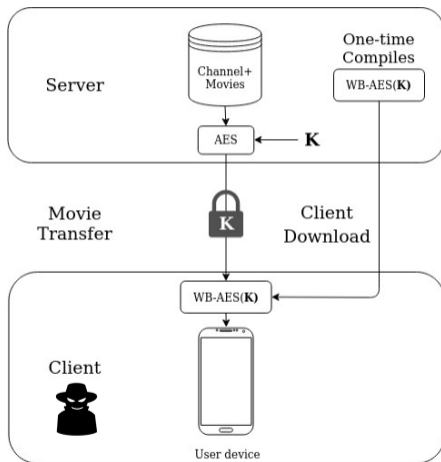 One-time
Compiles
WB-AES(K)
Server
Channel+
Movies
AES
K
Movie
Transfer
K
Client
Download
WB-AES(K)
Client
User device